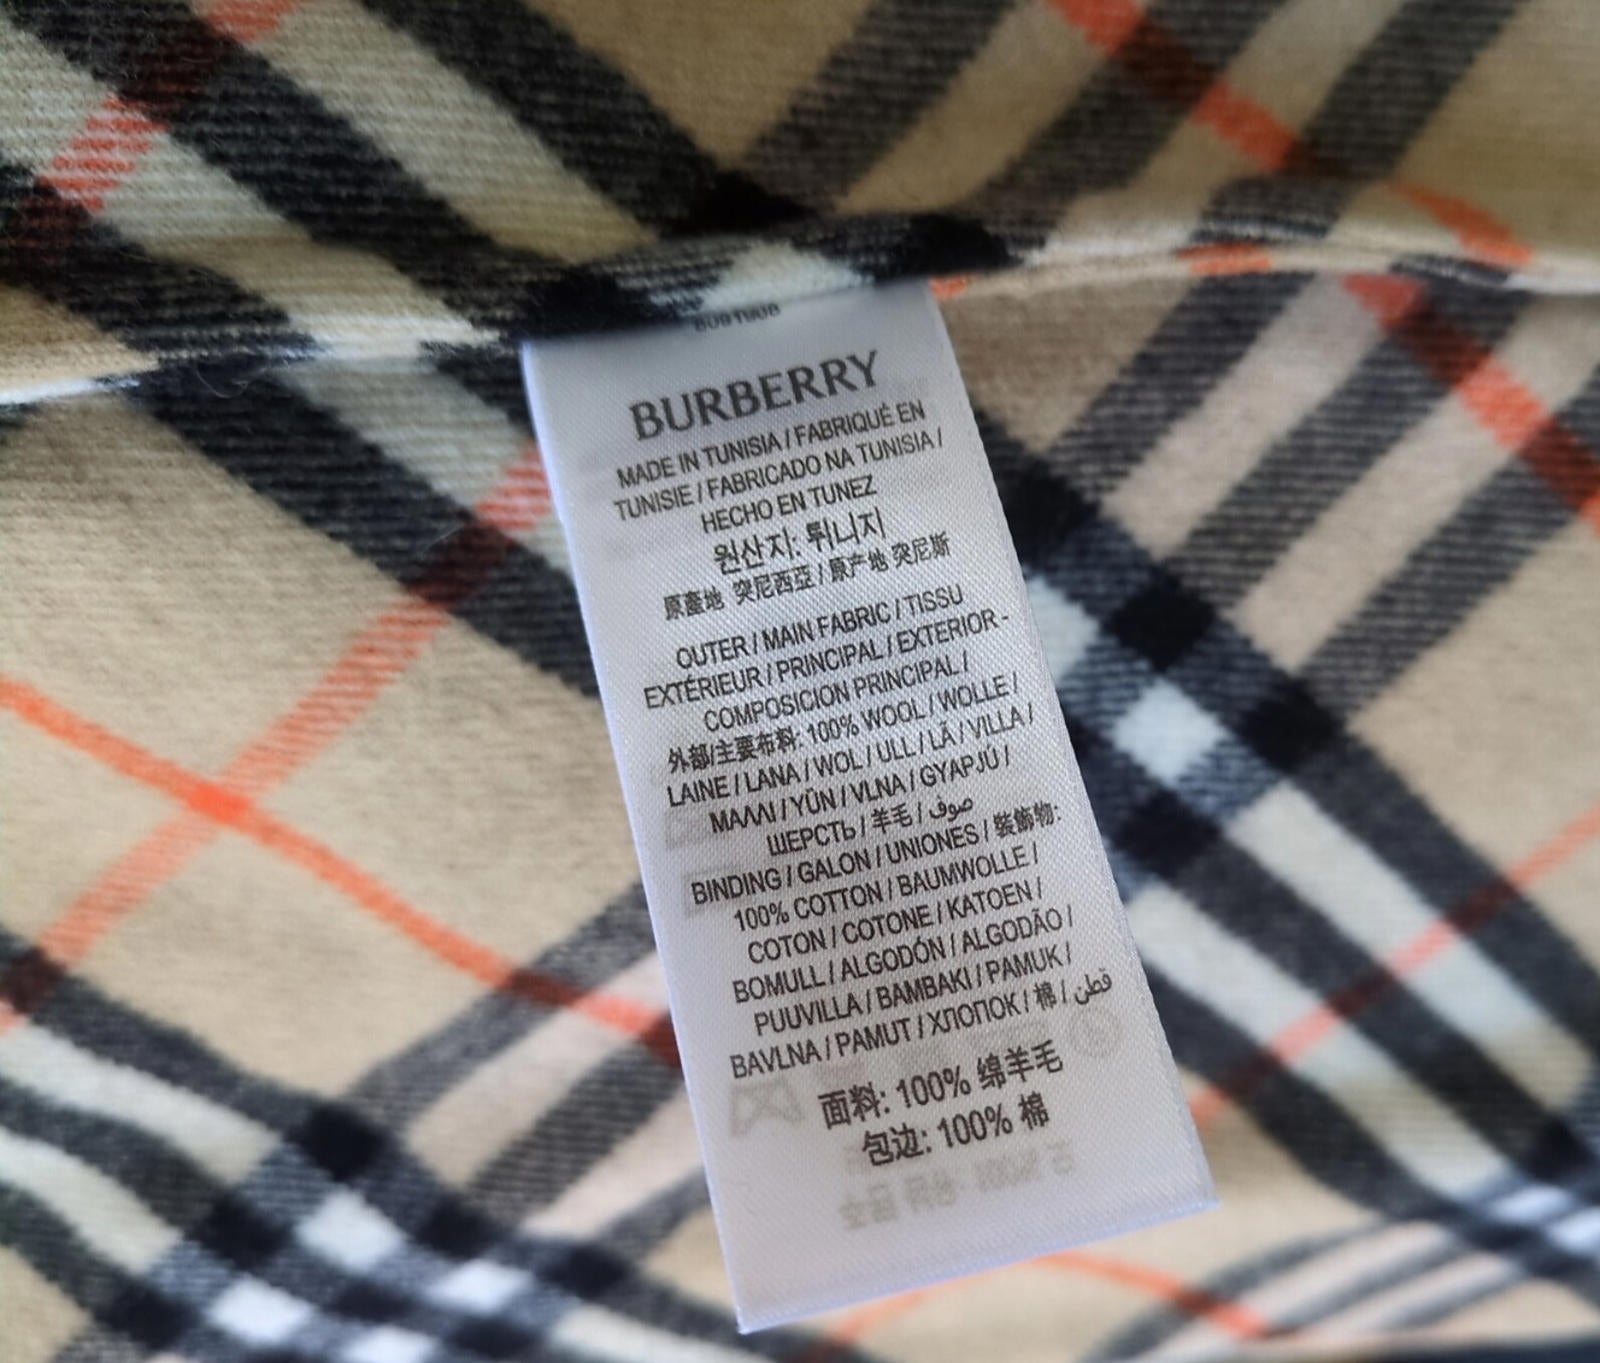 BURBERRY
MADE IN TUNISIA / FABRIQUÉ EN
TUNISIE / FABRICADO NA TUNISIA /
HECHO EN TUNEZ
원산지: 튀니지
原產地 突尼西亞 / 原产地 突尼斯
OUTER / MAIN FABRIC / TISSU
EXTÉRIEUR / PRINCIPAL / EXTERIOR -
COMPOSICION PRINCIPAL /
外部/主要布料: 100% WOOL / WOLLE /
LAINE / LANA / WOL / ULL / LÃ / VILLA /
ΜΑΛΛΙ / YÜN / VLNA / GYAPJÚ /
ШЕРСТЬ / 羊毛 / صوف
BINDING / GALON / UNIONES / 裝飾物:
100% COTTON / BAUMWOLLE /
COTON / COTONE / KATOEN /
BOMULL / ALGODÓN / ALGODÃO /
PUUVILLA / BAMBAKI / PAMUK /
BAVLNA / PAMUT / ХЛОПОК / 棉 / قطن
面料: 100% 绵羊毛
包边: 100% 棉